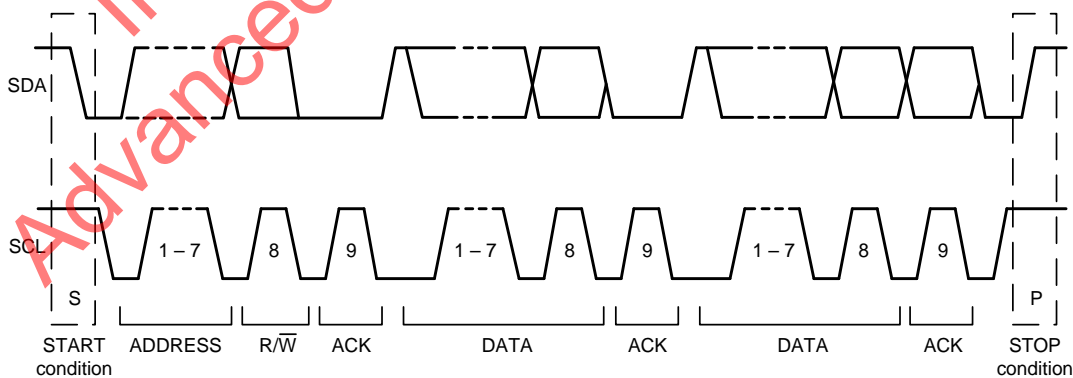 Advanced
SDA
SCL
1 – 7
8
9
1 – 7
8
9
1 – 7
8
9
S
P
START
condition
ADDRESS
R/W̅
ACK
DATA
ACK
DATA
ACK
STOP
condition